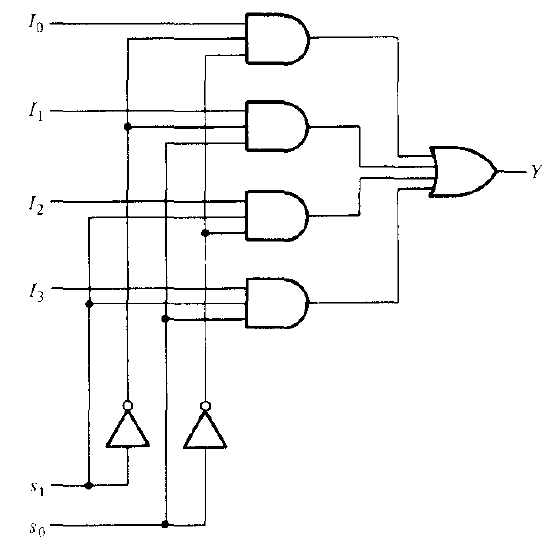 I₀
I₁
Y
I₂
I₃
s₁
s₀